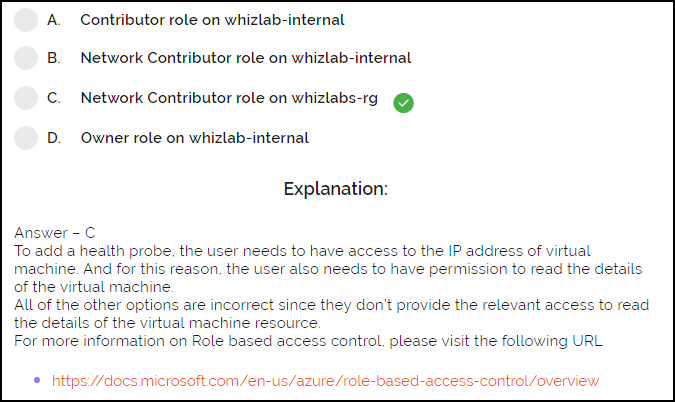 A. Contributor role on whizlab-internal
B. Network Contributor role on whizlab-internal
C. Network Contributor role on whizlabs-rg
D. Owner role on whizlab-internal
Explanation:
Answer – C
To add a health probe, the user needs to have access to the IP address of virtual
machine. And for this reason, the user also needs to have permission to read the details
of the virtual machine.
All of the other options are incorrect since they don't provide the relevant access to read
the details of the virtual machine resource.
For more information on Role based access control, please visit the following URL
• https://docs.microsoft.com/en-us/azure/role-based-access-control/overview